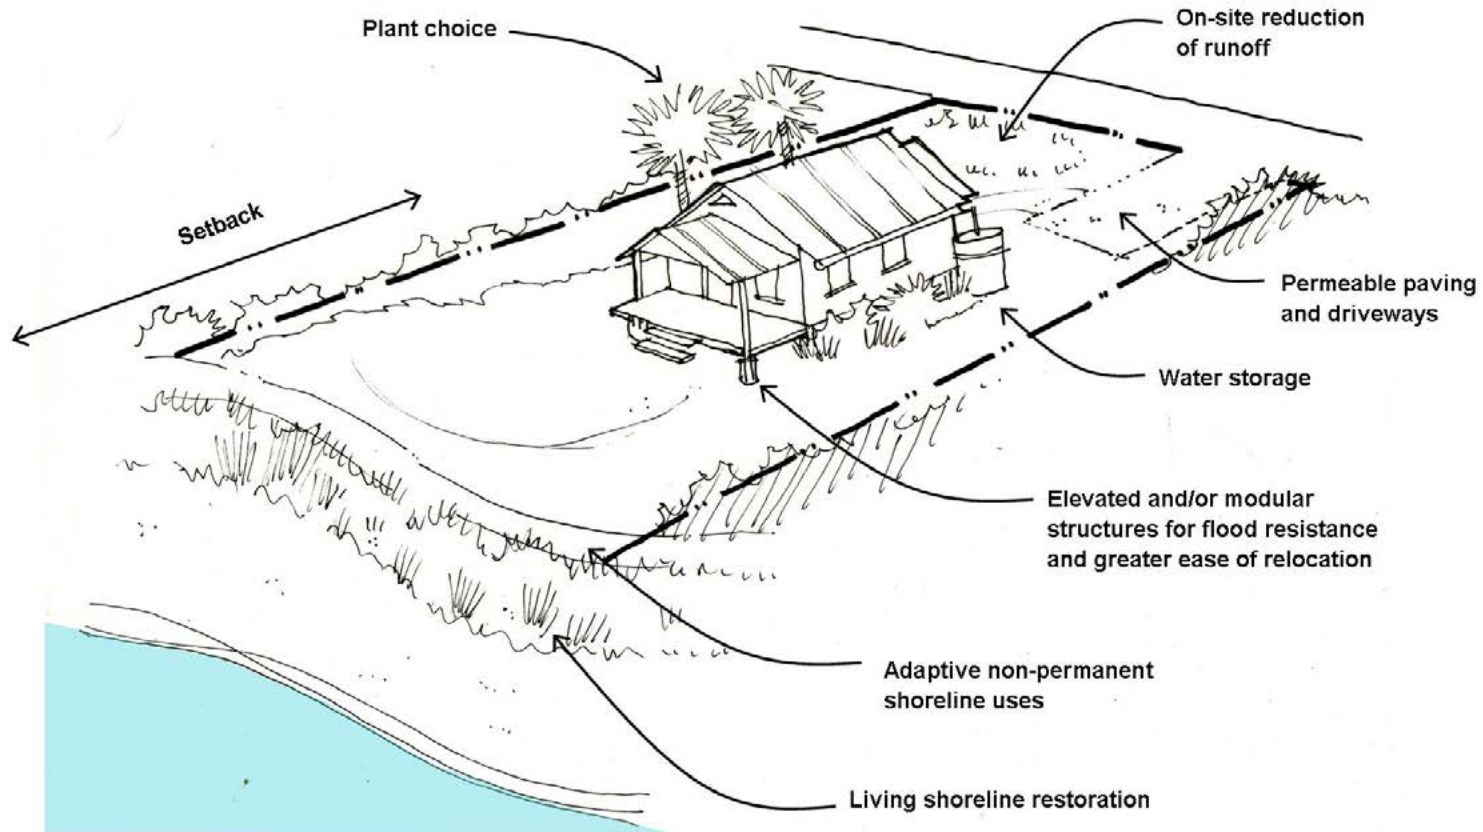 Plant choice
On-site reduction
of runoff
Setback
Permeable paving
and driveways
Water storage
Elevated and/or modular
structures for flood resistance
and greater ease of relocation
Adaptive non-permanent
shoreline uses
Living shoreline restoration